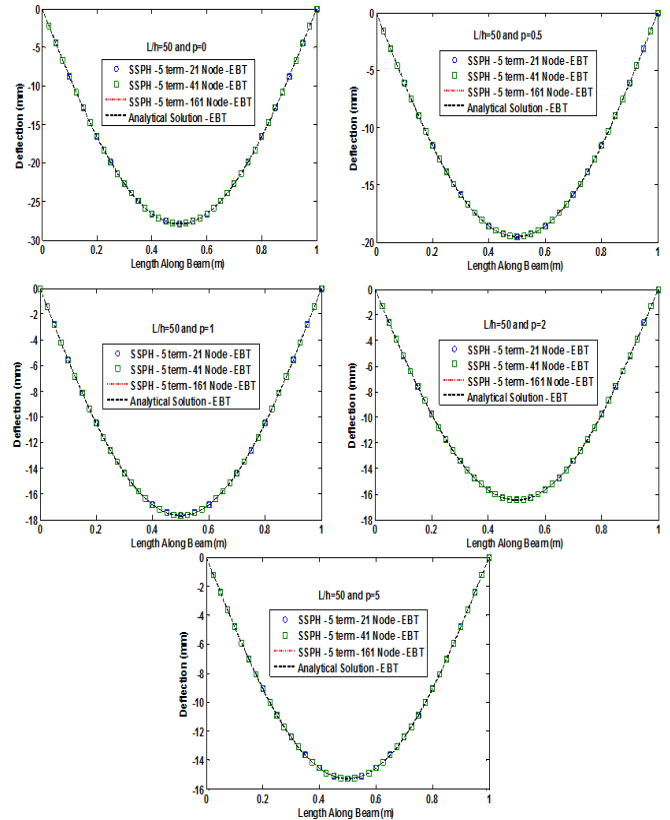 L/h=50 and p=0
SSPH - 5 term- 21 Node -EBT
SSPH - 5 term - 41 Node -EBT
SSPH - 5 term - 161 Node -EBT
Analytical Solution - EBT
Deflection (mm)
0
-5
-10
-15
-20
-25
-30
0 0.2 0.4 0.6 0.8 1
Length Along Beam (m)
L/h=50 and p=0.5
SSPH - 5 term- 21 Node -EBT
SSPH - 5 term - 41 Node -EBT
SSPH - 5 term - 161 Node -EBT
Analytical Solution - EBT
Deflection (mm)
0
-5
-10
-15
-20
0 0.2 0.4 0.6 0.8 1
Length Along Beam (m)
L/h=50 and p=1
SSPH - 5 term- 21 Node -EBT
SSPH - 5 term - 41 Node -EBT
SSPH - 5 term - 161 Node -EBT
Analytical Solution - EBT
Deflection (mm)
0
-2
-4
-6
-8
-10
-12
-14
-16
-18
0 0.2 0.4 0.6 0.8 1
Length Along Beam (m)
L/h=50 and p=2
SSPH - 5 term- 21 Node -EBT
SSPH - 5 term - 41 Node -EBT
SSPH - 5 term - 161 Node -EBT
Analytical Solution - EBT
Deflection (mm)
0
-2
-4
-6
-8
-10
-12
-14
-16
-18
0 0.2 0.4 0.6 0.8 1
Length Along Beam (m)
L/h=50 and p=5
SSPH - 5 term- 21 Node -EBT
SSPH - 5 term - 41 Node -EBT
SSPH - 5 term - 161 Node -EBT
Analytical Solution - EBT
Deflection (mm)
0
-2
-4
-6
-8
-10
-12
-14
-16
0 0.2 0.4 0.6 0.8 1
Length Along Beam (m)